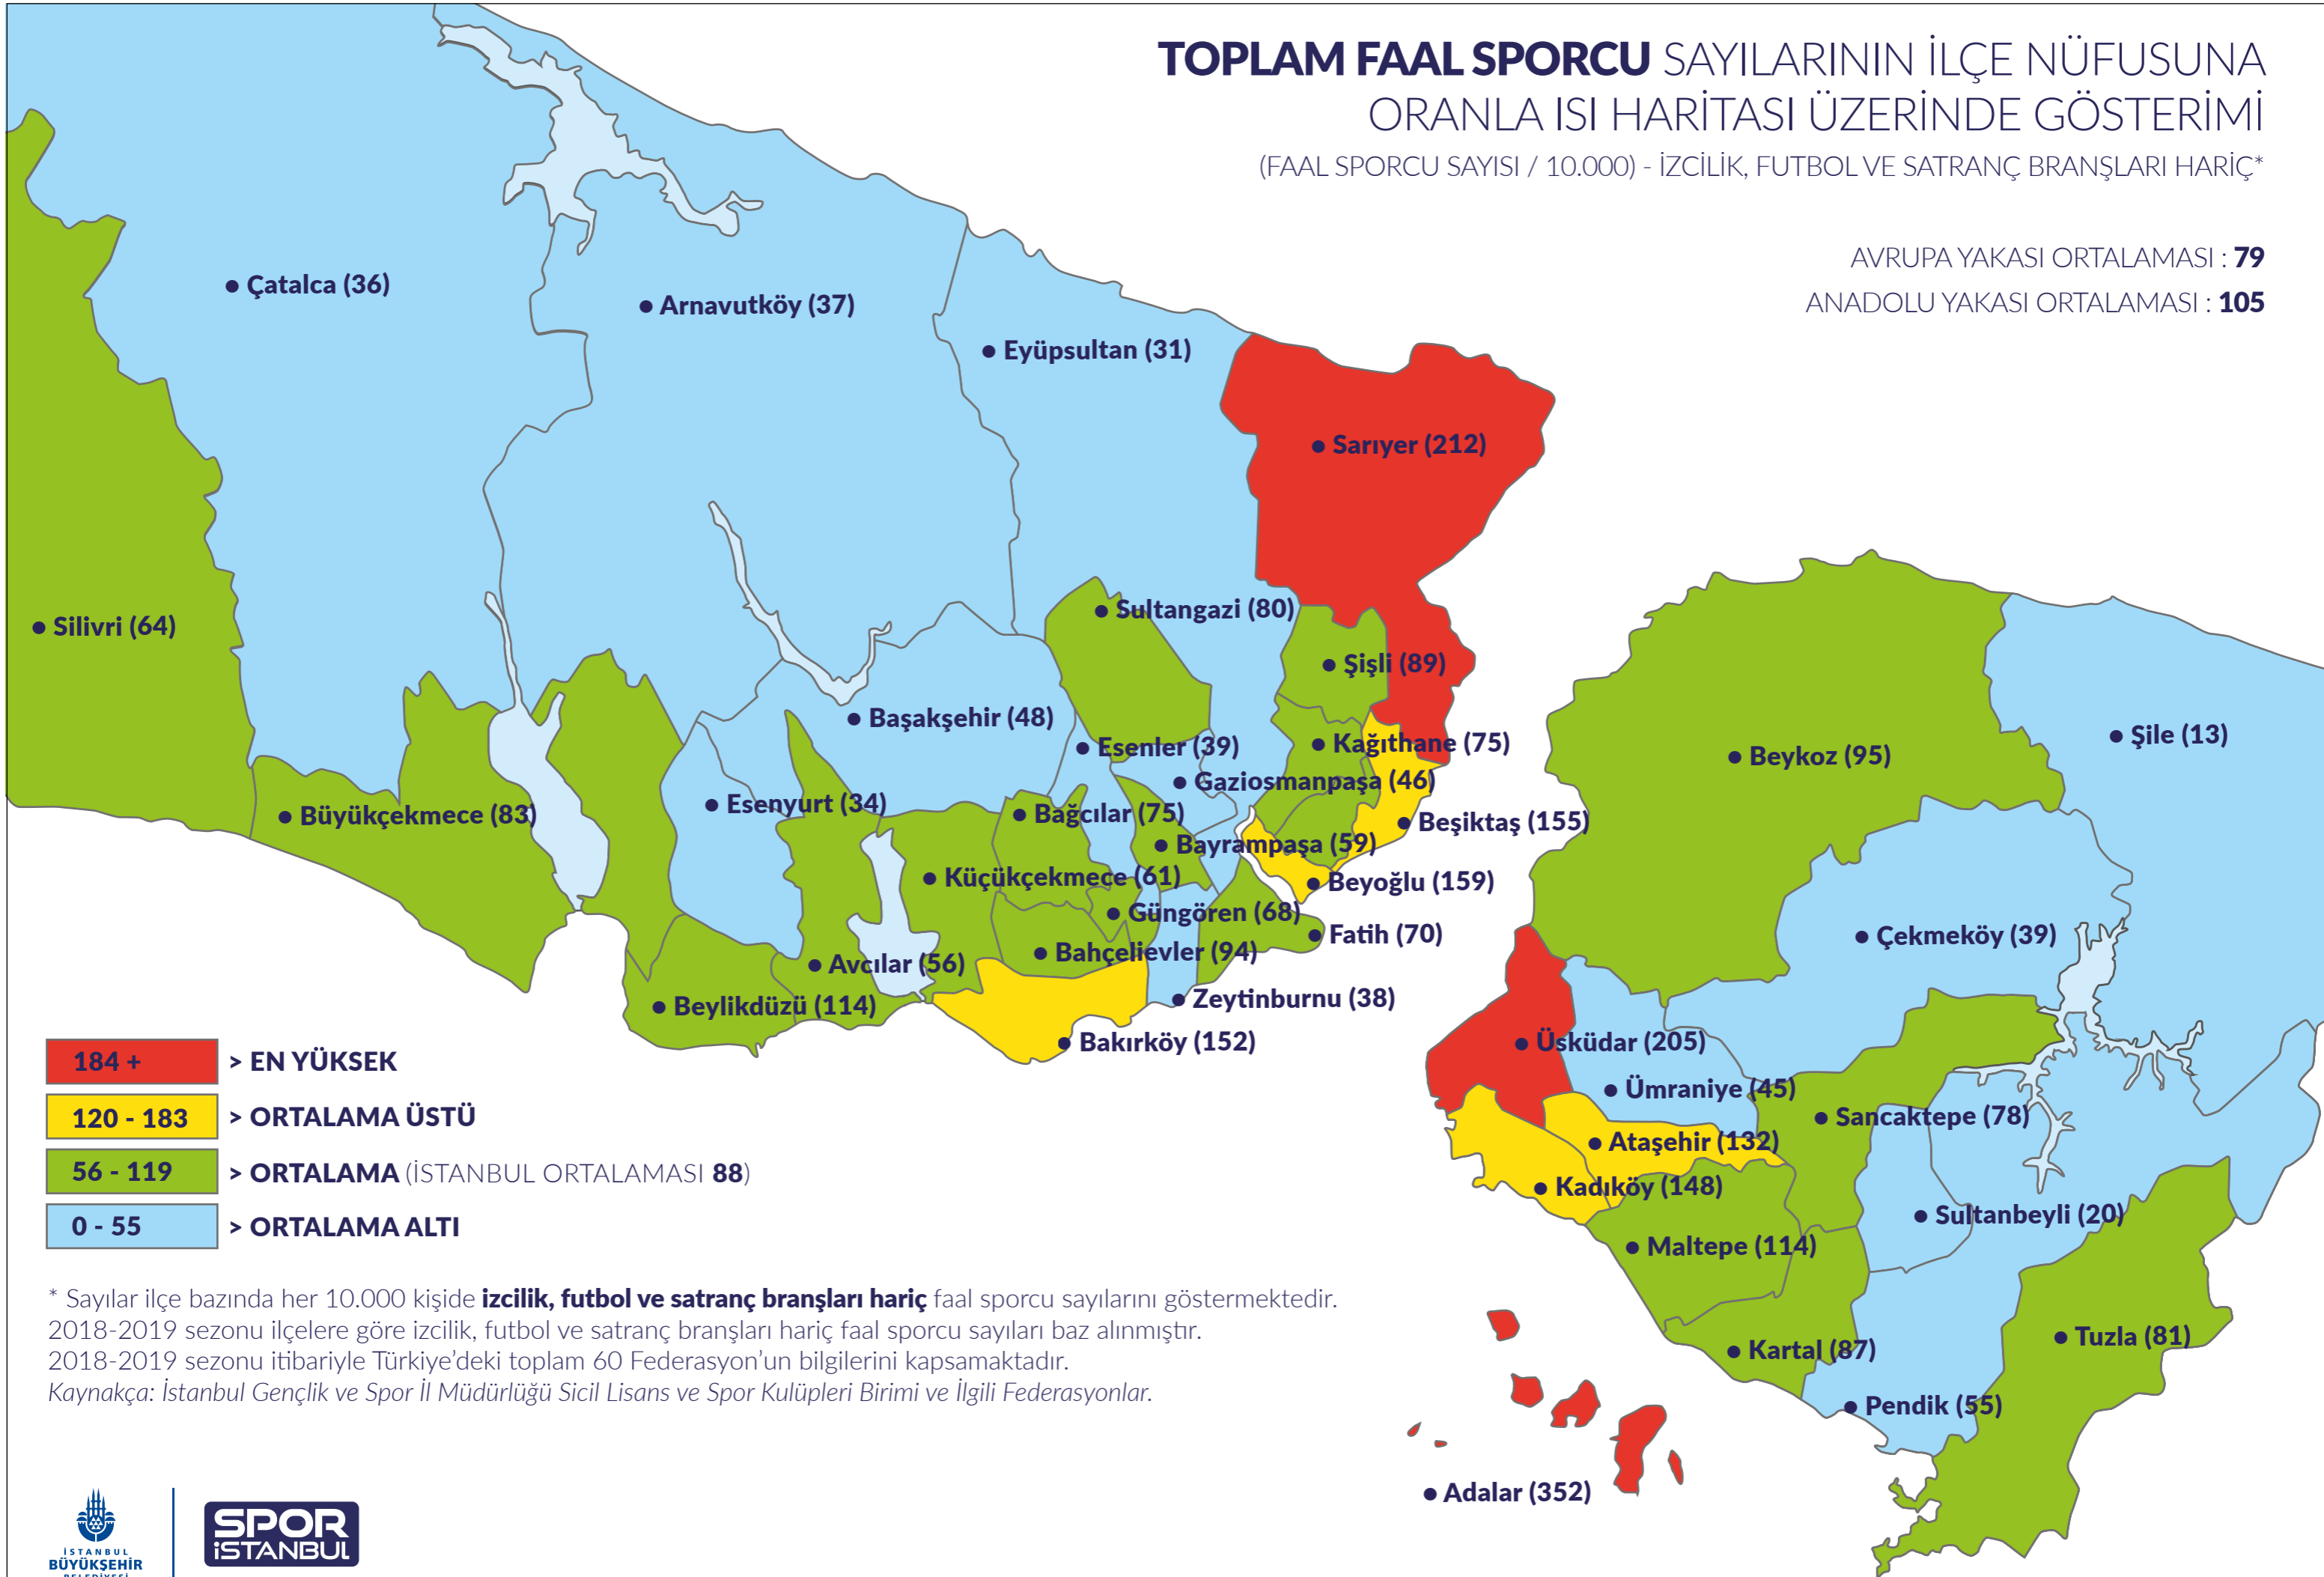 TOPLAM FAAL SPORCU SAYILARININ İLÇE NÜFUSUNA
ORANLA ISI HARİTASI ÜZERİNDE GÖSTERİMİ
(FAAL SPORCU SAYISI / 10.000) - İZCİLİK, FUTBOL VE SATRANÇ BRANŞLARI HARİÇ*
AVRUPA YAKASI ORTALAMASI : 79
ANADOLU YAKASI ORTALAMASI : 105
Çatalca (36)
Arnavutköy (37)
Eyüpsultan (31)
Sarıyer (212)
Sultangazi (80)
Silivri (64)
Şişli (89)
Başakşehir (48)
Esenler (39)
Kağıthane (75)
Şile (13)
Beykoz (95)
Gaziosmanpaşa (46)
Esenyurt (34)
Büyükçekmece (83)
Bağcılar (75)
Beşiktaş (155)
Bayrampaşa (59)
Küçükçekmece (61)
Beyoğlu (159)
Güngören (68)
Fatih (70)
Çekmeköy (39)
Bahçelievler (94)
Avcılar (56)
Zeytinburnu (38)
Beylikdüzü (114)
Bakırköy (152)
Üsküdar (205)
Ümraniye (45)
Sancaktepe (78)
Ataşehir (132)
Kadıköy (148)
Sultanbeyli (20)
Maltepe (114)
Tuzla (81)
Kartal (87)
Pendik (55)
Adalar (352)
184 + > EN YÜKSEK
120 - 183 > ORTALAMA ÜSTÜ
56 - 119 > ORTALAMA (İSTANBUL ORTALAMASI 88)
0 - 55 > ORTALAMA ALTI
* Sayılar ilçe bazında her 10.000 kişide izcilik, futbol ve satranç branşları hariç faal sporcu sayılarını göstermektedir.
2018-2019 sezonu ilçelere göre izcilik, futbol ve satranç branşları hariç faal sporcu sayıları baz alınmıştır.
2018-2019 sezonu itibariyle Türkiye'deki toplam 60 Federasyon'un bilgilerini kapsamaktadır.
Kaynakça: İstanbul Gençlik ve Spor İl Müdürlüğü Sicil Lisans ve Spor Kulüpleri Birimi ve İlgili Federasyonlar.
İSTANBUL
BÜYÜKŞEHİR
BELEDİYESİ
SPOR
iSTANBUL